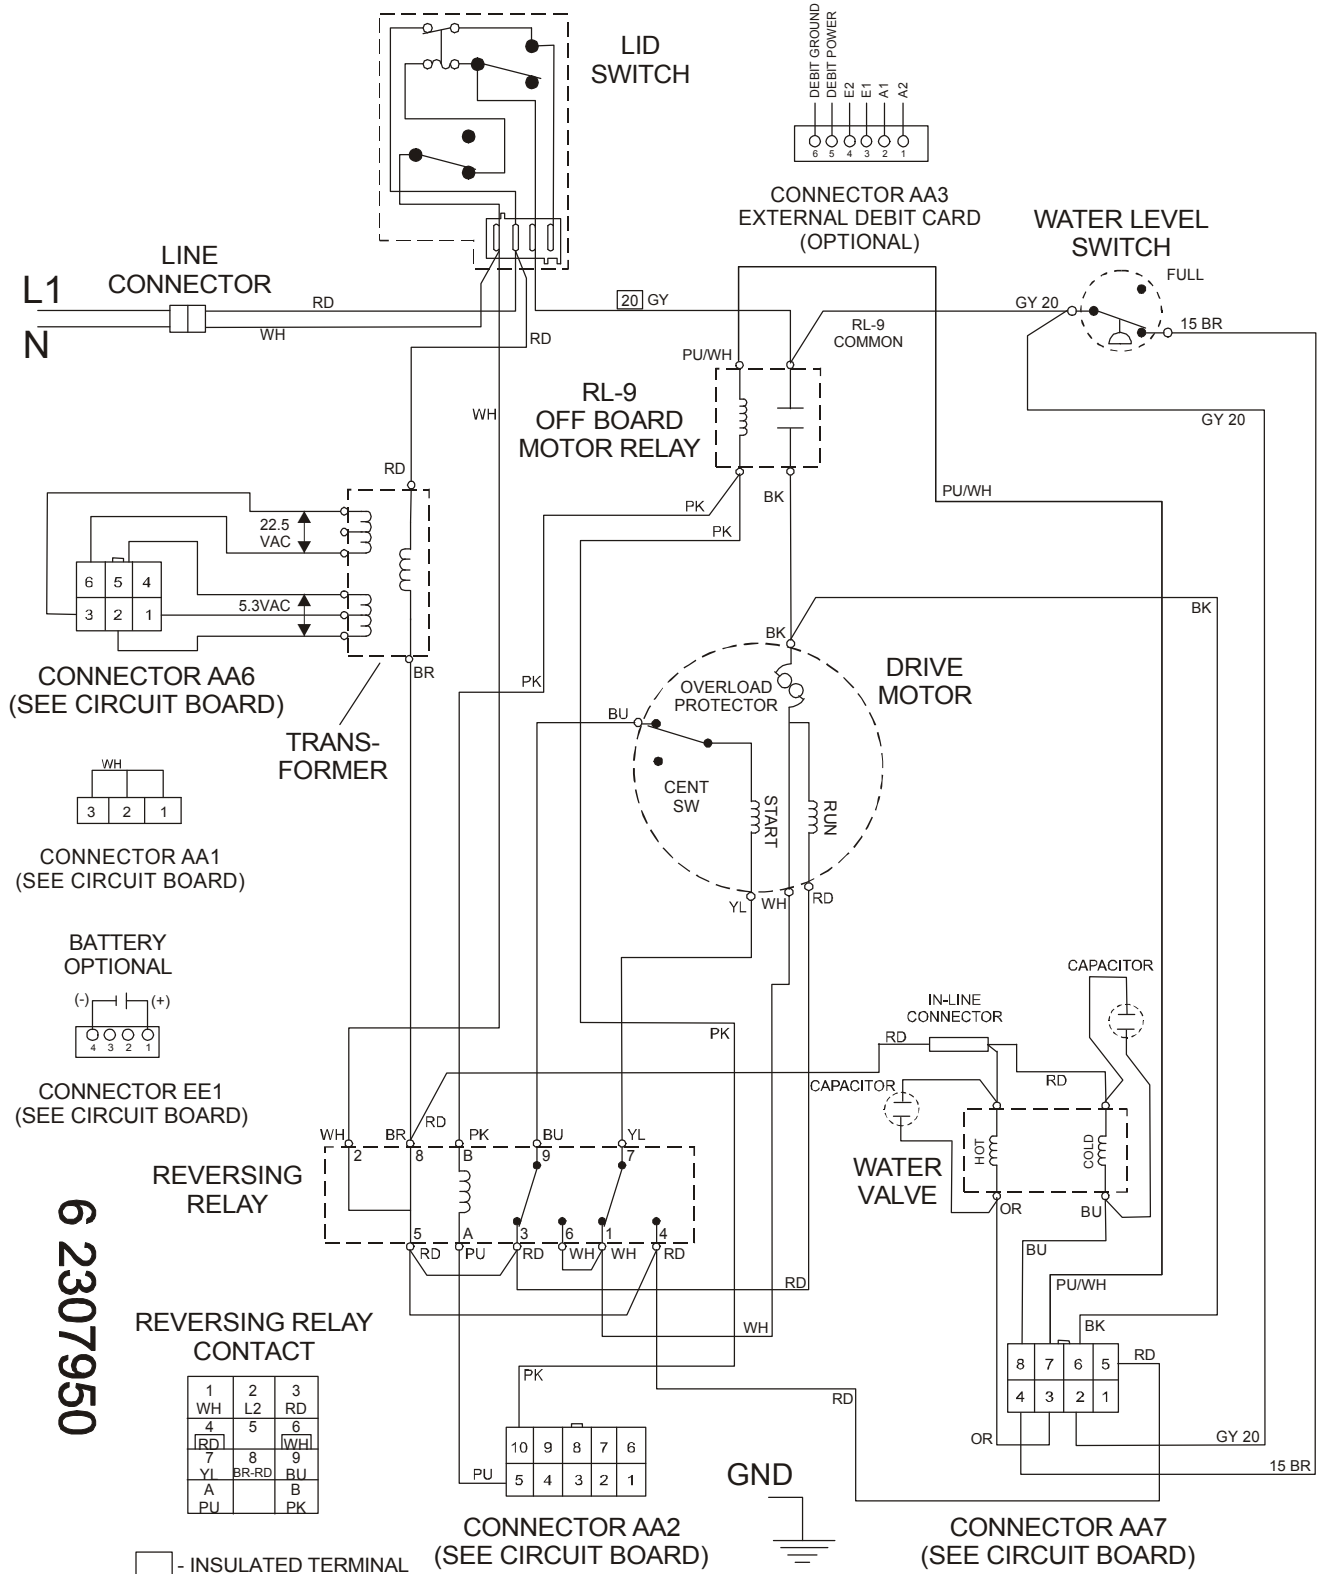 LID
SWITCH
DEBIT GROUND
DEBIT POWER
E2
E1
A1
A2
6 5 4 3 2 1
CONNECTOR AA3
EXTERNAL DEBIT CARD
(OPTIONAL)
WATER LEVEL
SWITCH
FULL
GY 20
15 BR
GY 20
LINE
CONNECTOR
L1
N
RD
WH
RD
WH
20 GY
RL-9
COMMON
PU/WH
RL-9
OFF BOARD
MOTOR RELAY
PK
PK
BK
PU/WH
RD
22.5
VAC
5.3VAC
6 5 4
3 2 1
BR
CONNECTOR AA6
(SEE CIRCUIT BOARD)
TRANS-
FORMER
PK
BK
BK
DRIVE
MOTOR
OVERLOAD
PROTECTOR
BU
CENT
SW
START
RUN
YL
WH
RD
WH
3 2 1
CONNECTOR AA1
(SEE CIRCUIT BOARD)
BATTERY
OPTIONAL
(-) (+)
4 3 2 1
CONNECTOR EE1
(SEE CIRCUIT BOARD)
CAPACITOR
IN-LINE
CONNECTOR
RD
RD
CAPACITOR
PK
HOT
COLD
WATER
VALVE
OR
BU
BU
PU/WH
BK
RD
8 7 6 5
4 3 2 1
OR
GY 20
15 BR
CONNECTOR AA7
(SEE CIRCUIT BOARD)
REVERSING
RELAY
WH BR RD PK BU YL
2 8 B 9 7
5 A 3 6 1 4
RD PU RD WH WH RD
RD
WH
RD
6 2307950
REVERSING RELAY
CONTACT
1 2 3
WH L2 RD
4 5 6
RD WH
7 8 9
YL BR-RD BU
A B
PU PK
- INSULATED TERMINAL
PK
10 9 8 7 6
PU
5 4 3 2 1
CONNECTOR AA2
(SEE CIRCUIT BOARD)
GND